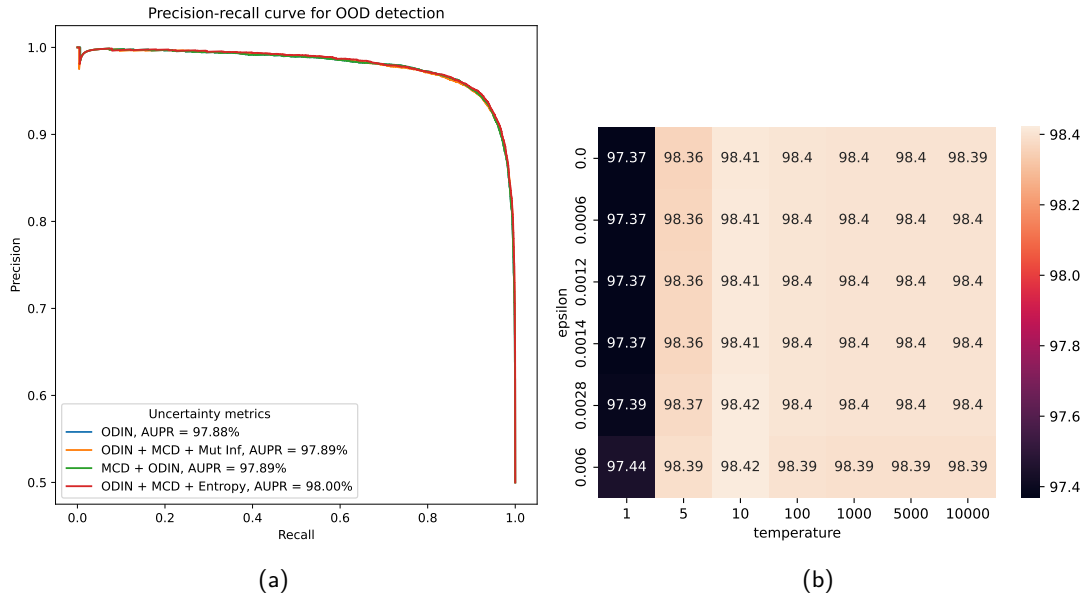 Precision-recall curve for OOD detection
1.0
0.9
0.8
0.7
0.6
0.5
Precision
0.0 0.2 0.4 0.6 0.8 1.0
Recall
Uncertainty metrics
ODIN, AUPR = 97.88%
ODIN + MCD + Mut Inf, AUPR = 97.89%
MCD + ODIN, AUPR = 97.89%
ODIN + MCD + Entropy, AUPR = 98.00%
(a)
epsilon
0.0 97.37 98.36 98.41 98.4 98.4 98.4 98.39
0.0006 97.37 98.36 98.41 98.4 98.4 98.4 98.4
0.0012 97.37 98.36 98.41 98.4 98.4 98.4 98.4
0.0014 97.37 98.36 98.41 98.4 98.4 98.4 98.4
0.0028 97.39 98.37 98.42 98.4 98.4 98.4 98.4
0.006 97.44 98.39 98.42 98.39 98.39 98.39 98.39
1 5 10 100 1000 5000 10000
temperature
98.4
98.2
98.0
97.8
97.6
97.4
(b)